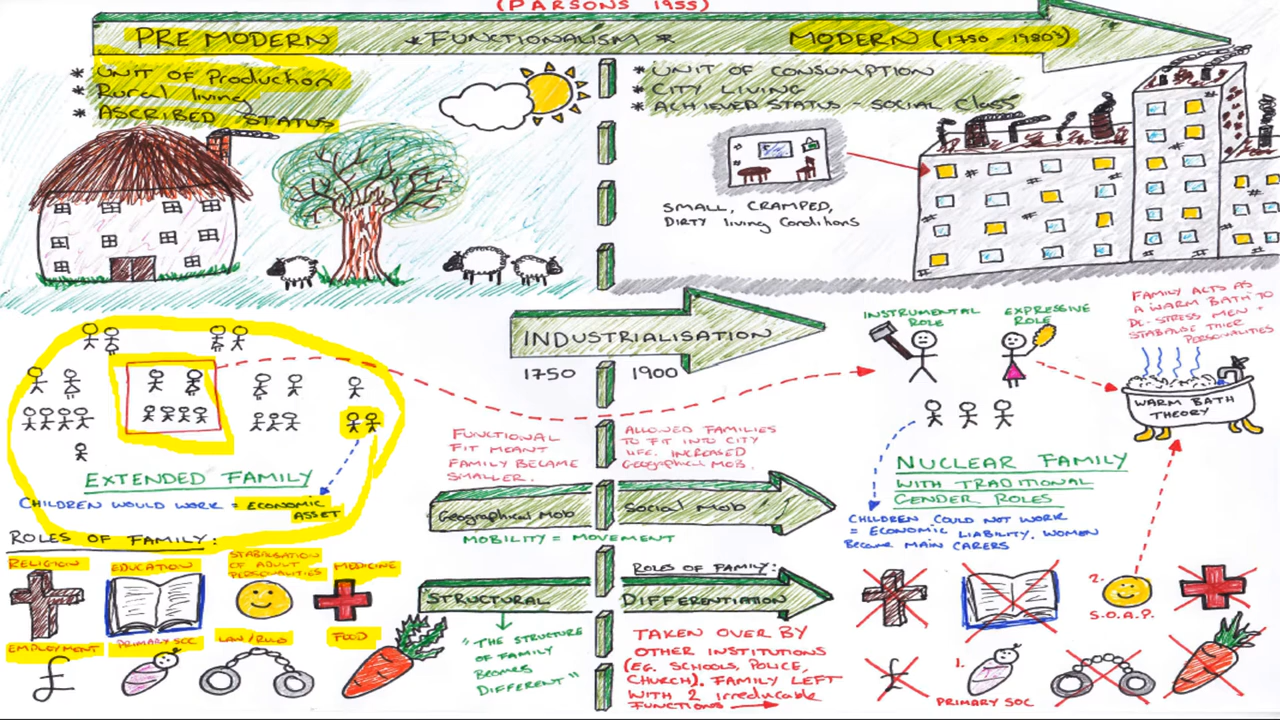 (PARSONS 1955)
PRE MODERN
* FUNCTIONALISM *
MODERN (1750 - 1980's)
* UNIT OF Production
* Rural living
* ASCRIBED STATUS
* UNIT OF CONSUMPTION
* CITY LIVING
* ACHIEVED STATUS - SOCIAL Class
SMALL, CRAMPED,
DIRTY living Conditions
INDUSTRIALISATION
1750
1900
INSTRUMENTAL
ROLE
EXPRESSIVE
ROLE
FAMILY ACTS AS
A WARM BATH TO
DE-STRESS MEN +
STABALISE THIER
PERSONALITIES
WARM BATH
THEORY
EXTENDED FAMILY
CHILDREN WOULD WORK = ECONOMIC
ASSET
FUNCTIONAL
FIT MEANT
FAMILY BECAME
SMALLER.
ALLOWED FAMILIES
TO FIT INTO CITY
LIFE. INCREASED
Geographical MOB.
NUCLEAR FAMILY
WITH TRADITIONAL
GENDER ROLES
CHILDREN COULD NOT WORK
= ECONOMIC LIABILITY. WOMEN
Became MAIN CARERS
Geographical Mob
Social Mob
MOBILITY = MOVEMENT
ROLES OF FAMILY:
RELIGION
EDUCATION
STABALISATION
OF ADULT
PERSONALITIES
MEDICINE
EMPLOYMENT
PRIMARY SOC
FOOD
£
STRUCTURAL
DIFFERENTIATION
ROLES OF FAMILY:
"THE STRUCTURE
OF FAMILY
Becomes
DIFFERENT"
TAKEN OVER BY
OTHER INSTITUTIONS
(EG. SCHOOLS, POLICE,
CHURCH). FAMILY LEFT
WITH 2 irreducable
FUNCTIONS
2.
S.O.A.P.
£
1.
PRIMARY SOC